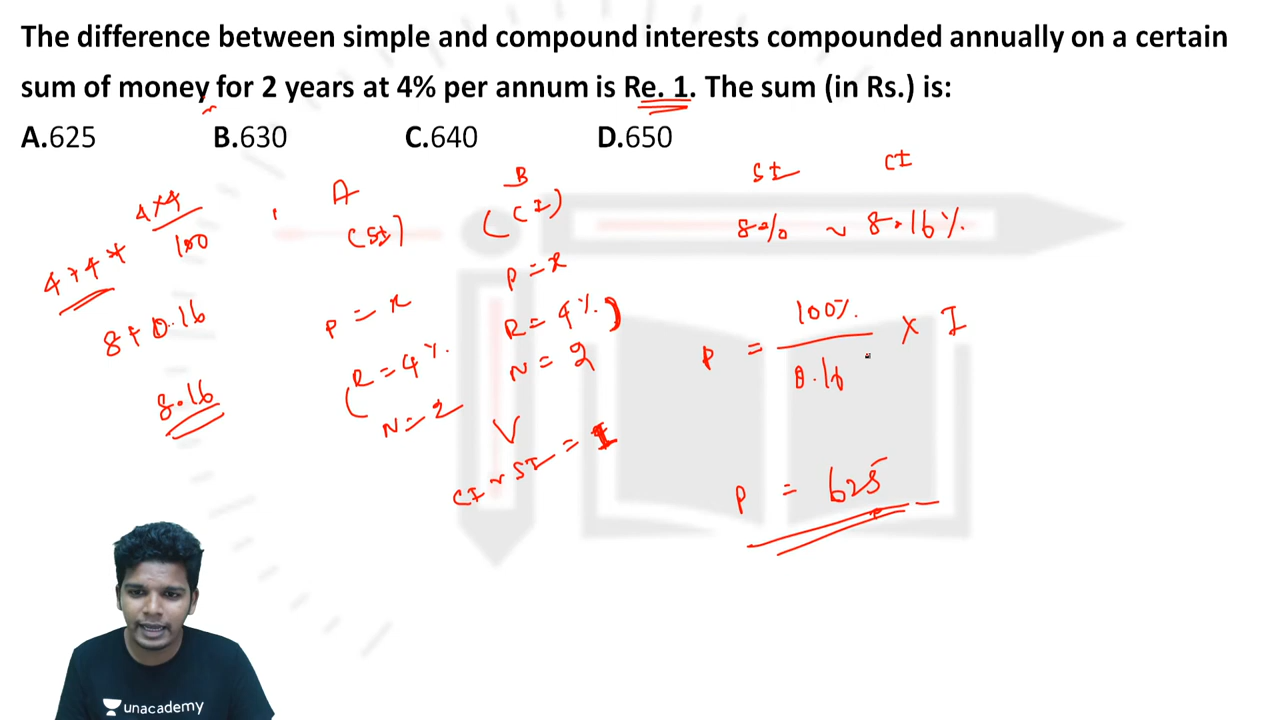 The difference between simple and compound interests compounded annually on a certain
sum of money for 2 years at 4% per annum is Re. 1. The sum (in Rs.) is:
A.625 B.630 C.640 D.650
SI CI
8% ~ 8.16%
A B
(SI) (CI)
4×4
100
4+4+
8+0.16
8.16
P = x
R = 4%
N = 2
P = x
R = 4%
N = 2
CI ~ SI = 1
P = 100% / 0.16 × I
P = 625
unacademy